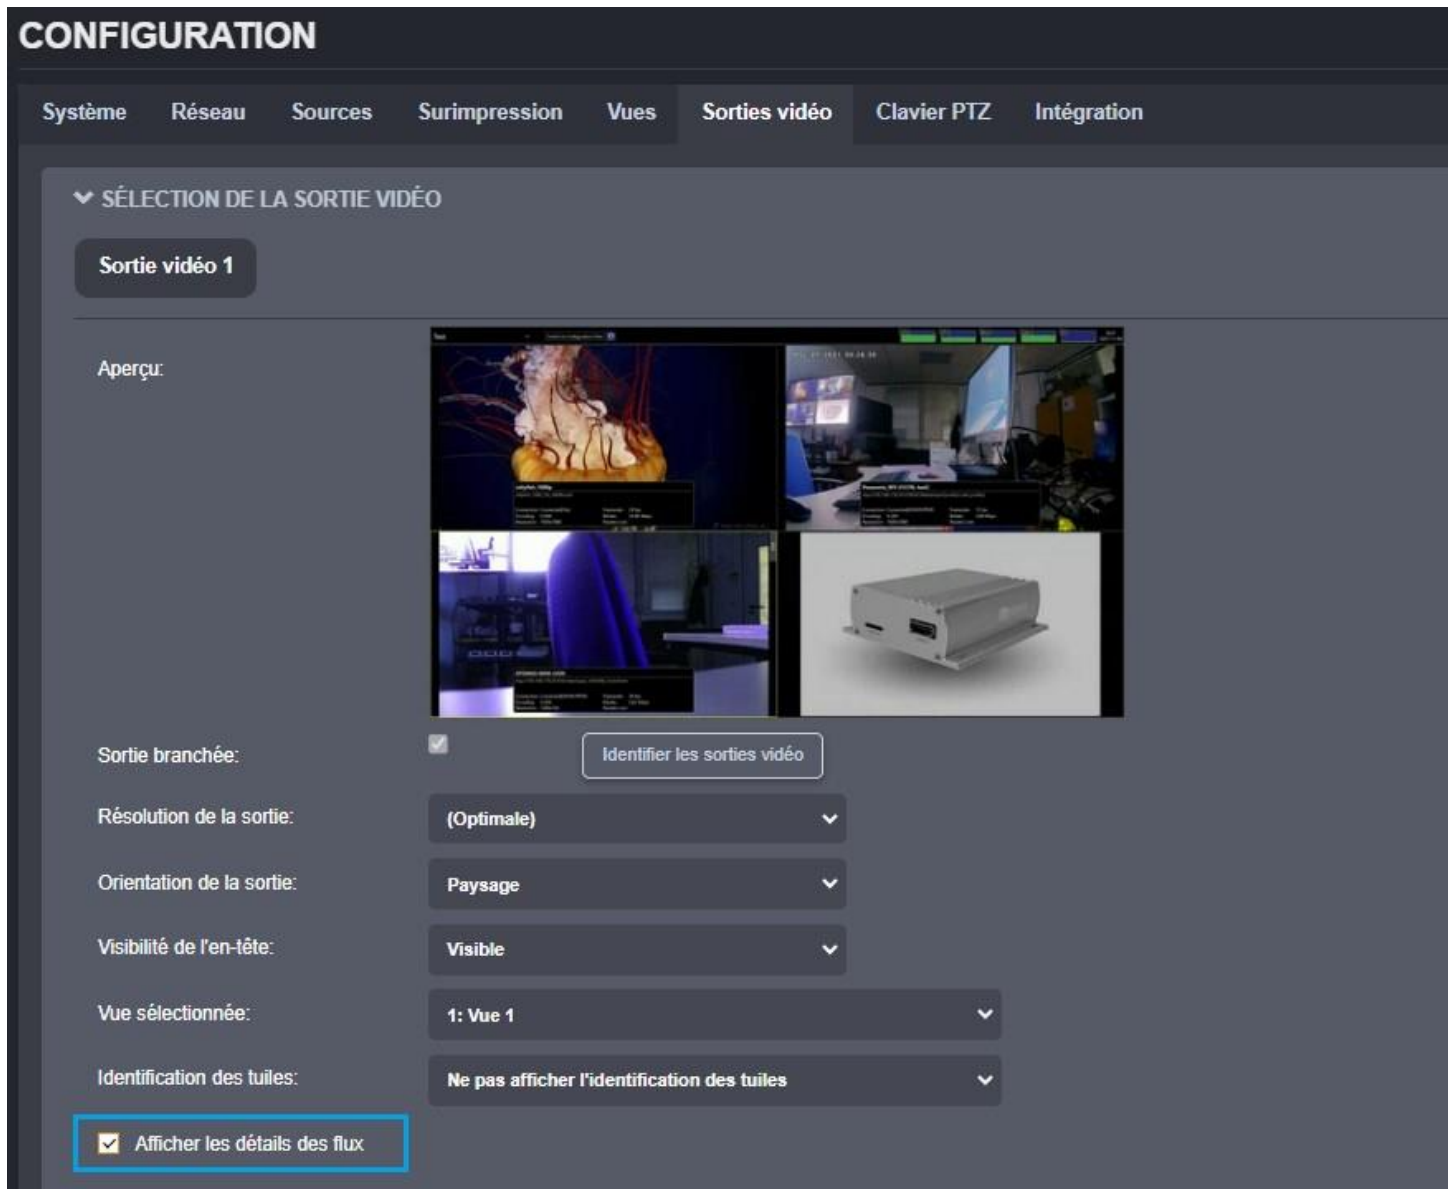 CONFIGURATION
Système Réseau Sources Surimpression Vues Sorties vidéo Clavier PTZ Intégration
SÉLECTION DE LA SORTIE VIDÉO
Sortie vidéo 1
Aperçu:
Sortie branchée: Identifier les sorties vidéo
Résolution de la sortie: (Optimale)
Orientation de la sortie: Paysage
Visibilité de l'en-tête: Visible
Vue sélectionnée: 1: Vue 1
Identification des tuiles: Ne pas afficher l'identification des tuiles
Afficher les détails des flux